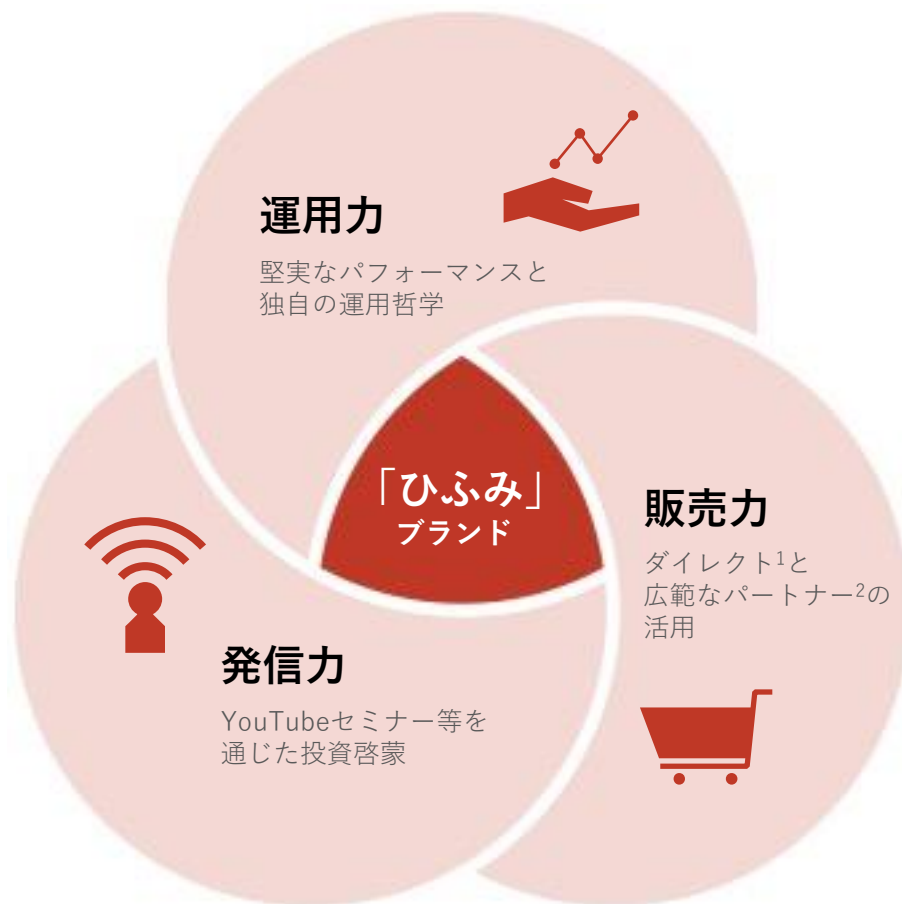 運用力
堅実なパフォーマンスと
独自の運用哲学
「ひふみ」
ブランド
販売力
ダイレクト1と
広範なパートナー2の
活用
発信力
YouTubeセミナー等を
通じた投資啓蒙